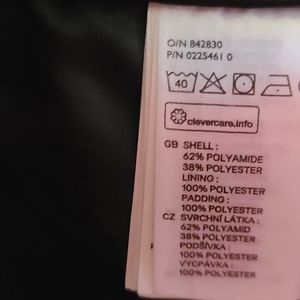 O/N 842830
P/N 0225461 0
40
clevercare.info
GB SHELL :
62% POLYAMIDE
38% POLYESTER
LINING :
100% POLYESTER
PADDING :
100% POLYESTER
CZ SVRCHNÍ LÁTKA :
62% POLYAMID
38% POLYESTER
PODŠÍVKA :
100% POLYESTER
VYCPÁVKA :
100% POLYESTER